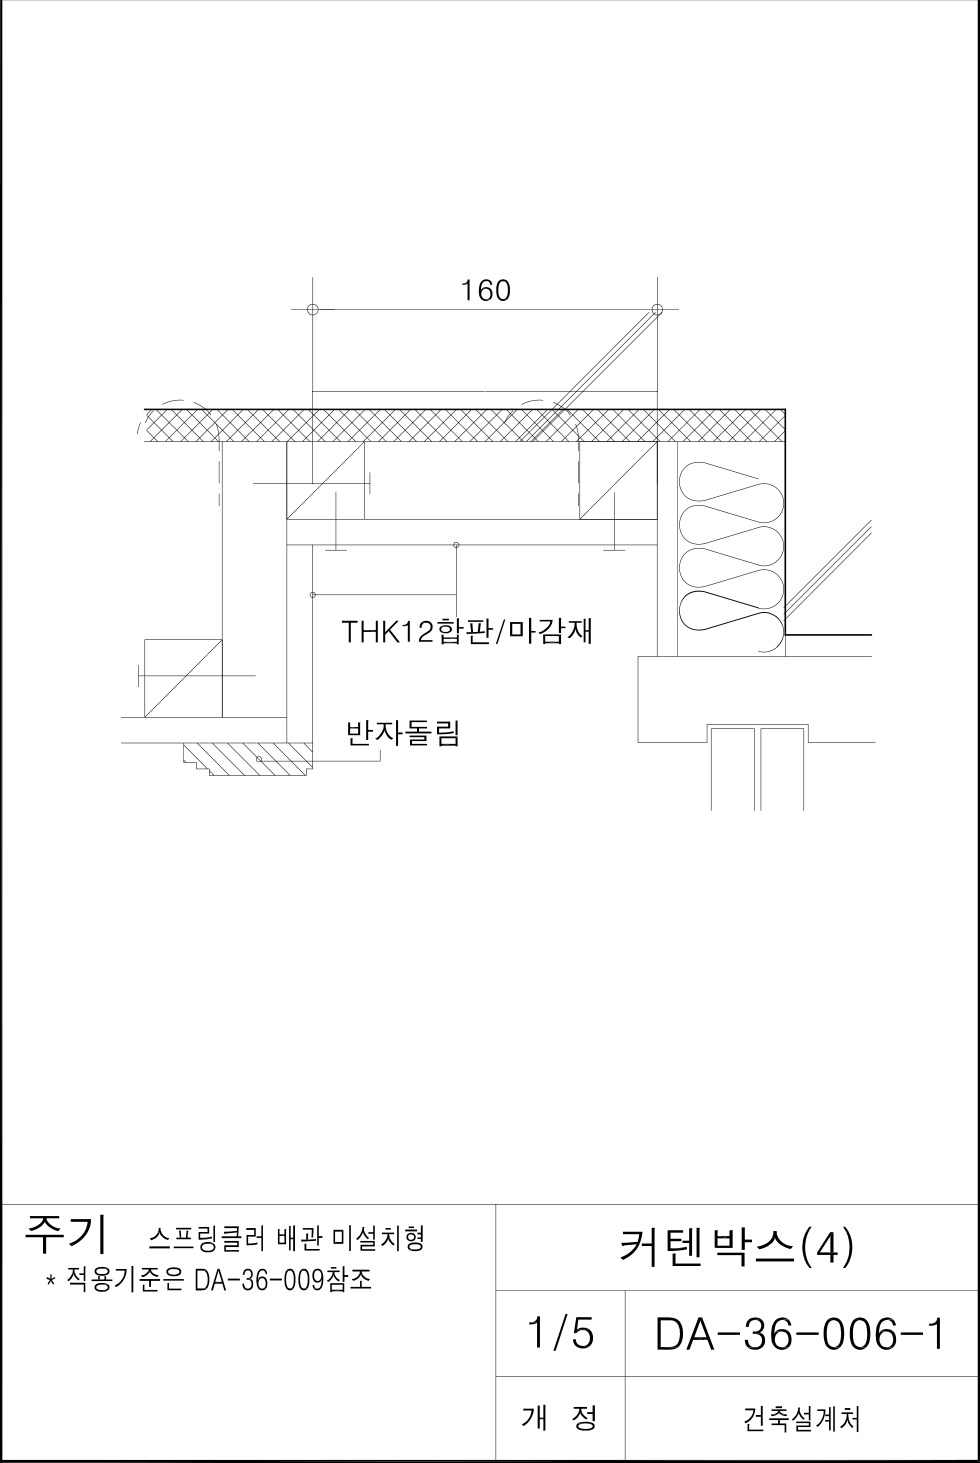 160
THK12합판/마감재
반자돌림
주기 스프링클러 배관 미설치형
* 적용기준은 DA-36-009참조
커텐박스(4)
1/5 DA-36-006-1
개 정 건축설계처